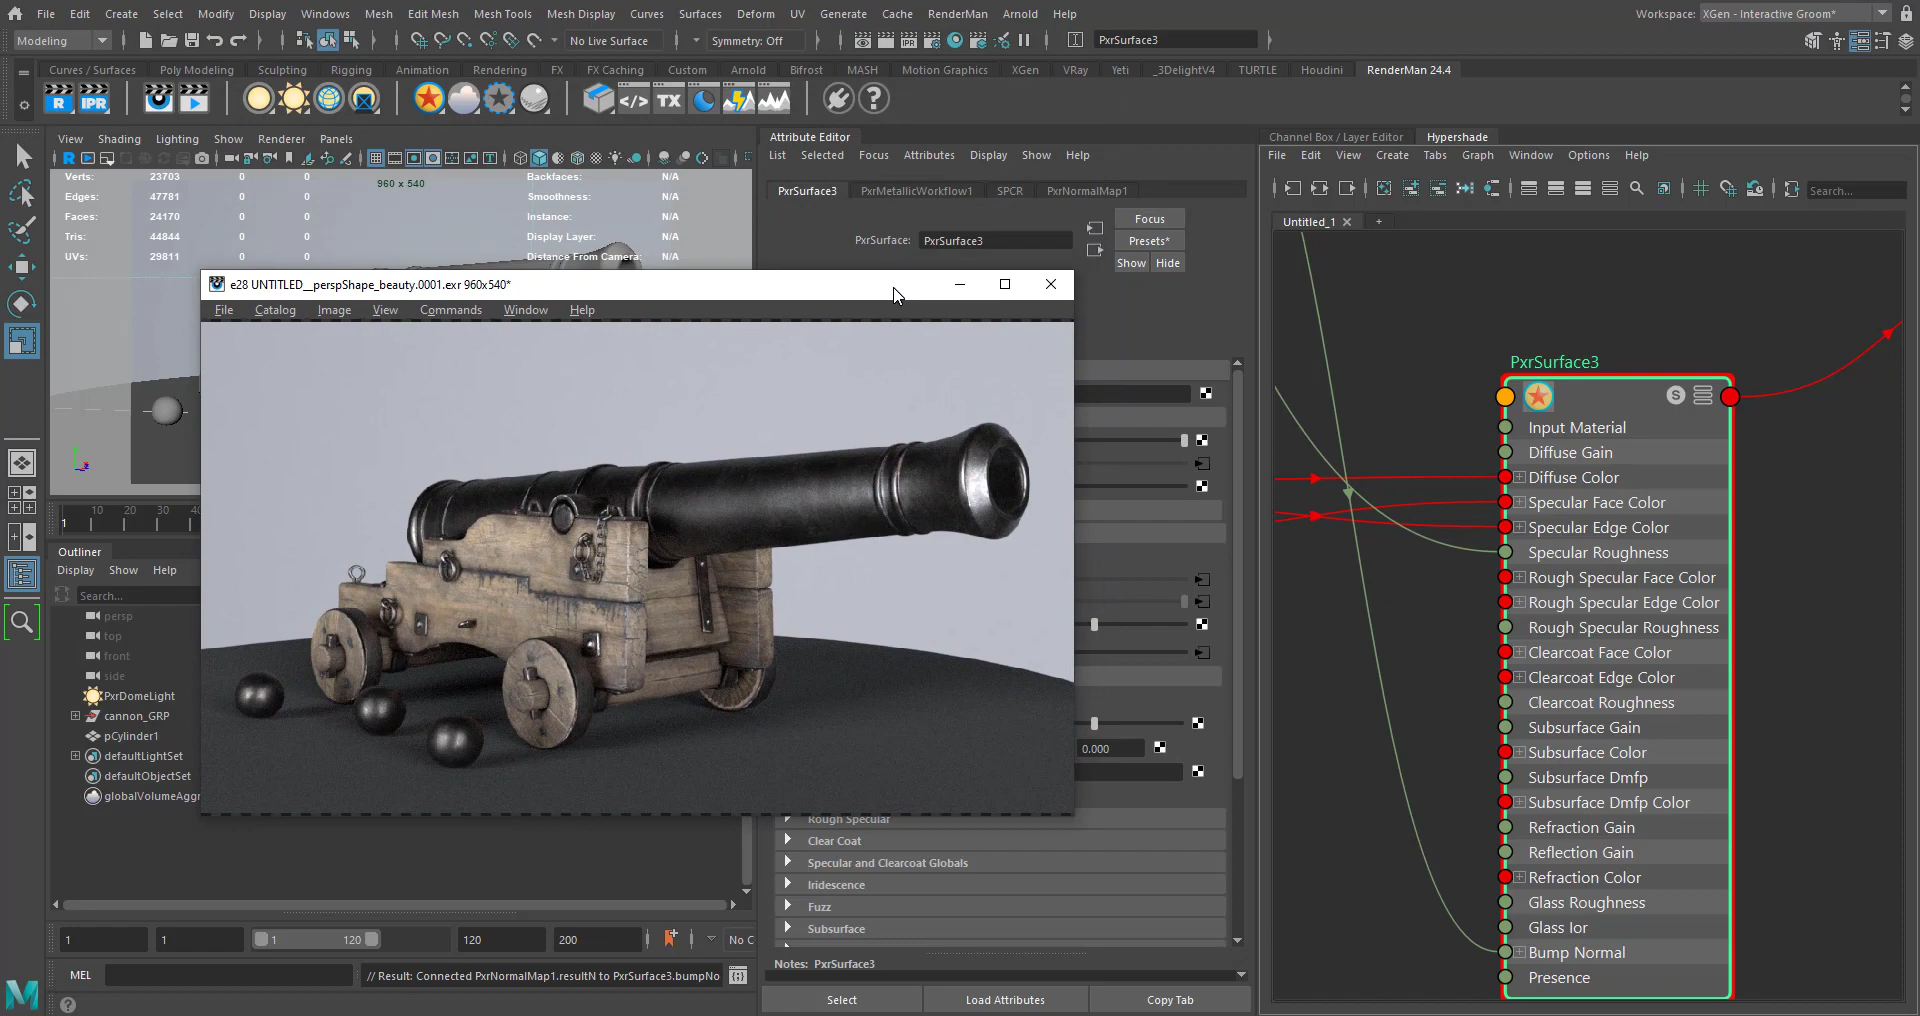 File Edit Create Select Modify Display Windows Mesh Edit Mesh Mesh Tools Mesh Display Curves Surfaces Deform UV Generate Cache RenderMan Arnold Help
Workspace: XGen - Interactive Groom*
Modeling
No Live Surface
Symmetry: Off
PxrSurface3
Curves / Surfaces Poly Modeling Sculpting Rigging Animation Rendering FX FX Caching Custom Arnold Bifrost MASH Motion Graphics XGen VRay Yeti _3DelightV4 TURTLE Houdini RenderMan 24.4
R IPR TX
View Shading Lighting Show Renderer Panels
Verts: 23703 0 0
Edges: 47781 0 0
Faces: 24170 0 0
Tris: 44844 0 0
UVs: 29811 0 0
960 x 540
Backfaces: N/A
Smoothness: N/A
Instance: N/A
Display Layer: N/A
Distance From Camera: N/A
e28 UNTITLED__perspShape_beauty.0001.exr 960x540*
File Catalog Image View Commands Window Help
1 10 20 30 40
Outliner
Display Show Help
Search...
persp
top
front
side
PxrDomeLight
cannon_GRP
pCylinder1
defaultLightSet
defaultObjectSet
globalVolumeAggr
1 1 1 120 120 200 No C
MEL
// Result: Connected PxrNormalMap1.resultN to PxrSurface3.bumpNo
Attribute Editor
List Selected Focus Attributes Display Show Help
PxrSurface3 PxrMetallicWorkflow1 SPCR PxrNormalMap1
PxrSurface: PxrSurface3
Focus
Presets*
Show Hide
0.000
Rough Specular
Clear Coat
Specular and Clearcoat Globals
Iridescence
Fuzz
Subsurface
Notes: PxrSurface3
Select Load Attributes Copy Tab
Channel Box / Layer Editor Hypershade
File Edit View Create Tabs Graph Window Options Help
Search...
Untitled_1 +
PxrSurface3
S
Input Material
Diffuse Gain
Diffuse Color
Specular Face Color
Specular Edge Color
Specular Roughness
Rough Specular Face Color
Rough Specular Edge Color
Rough Specular Roughness
Clearcoat Face Color
Clearcoat Edge Color
Clearcoat Roughness
Subsurface Gain
Subsurface Color
Subsurface Dmfp
Subsurface Dmfp Color
Refraction Gain
Reflection Gain
Refraction Color
Glass Roughness
Glass Ior
Bump Normal
Presence